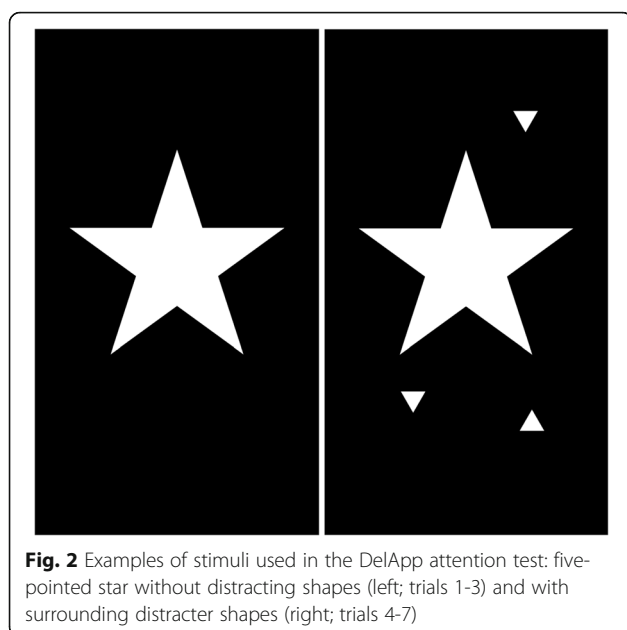 Fig. 2 Examples of stimuli used in the DelApp attention test: five-
pointed star without distracting shapes (left; trials 1-3) and with
surrounding distracter shapes (right; trials 4-7)